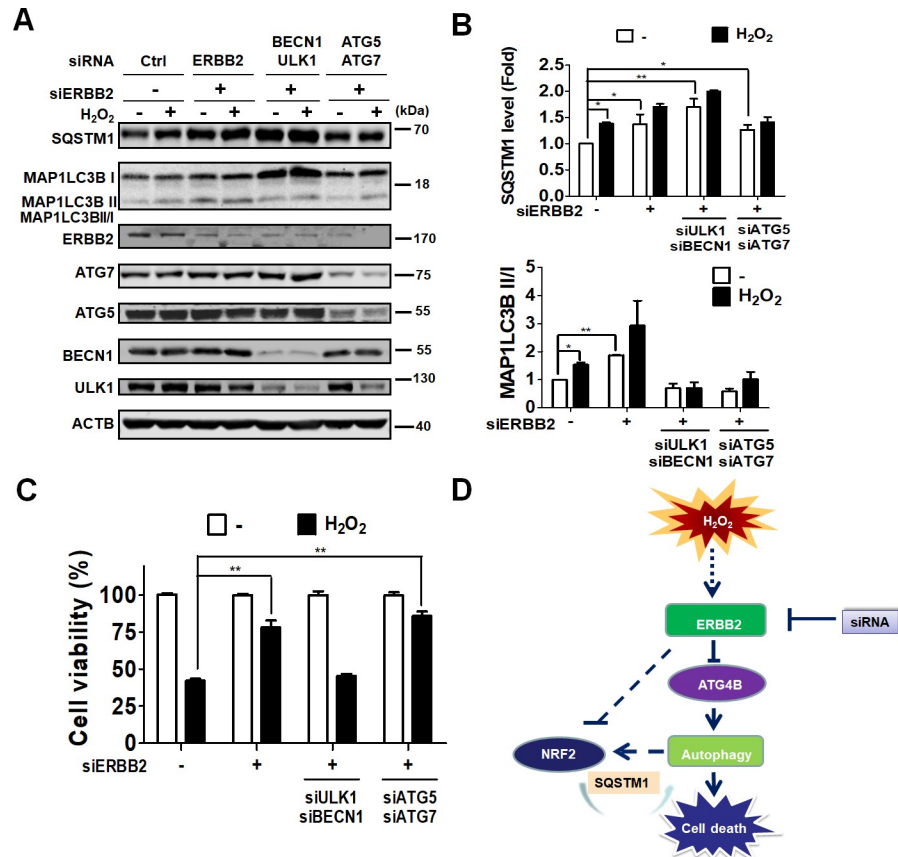 A
siRNA Ctrl ERBB2 BECN1 ULK1 ATG5 ATG7
siERBB2 - + + +
H₂O₂ - + - + - + - + (kDa)
SQSTM1 70
MAP1LC3B I 18
MAP1LC3B II
MAP1LC3BII/I
ERBB2 170
ATG7 75
ATG5 55
BECN1 55
ULK1 130
ACTB 40
B
- H₂O₂
SQSTM1 level (Fold)
2.5
2.0
1.5
1.0
0.5
0.0
* * ** *
siERBB2 - + + +
siULK1 siATG5
siBECN1 siATG7
- 
H₂O₂
MAP1LC3B II/I
5
4
3
2
1
0
* **
siERBB2 - + + +
siULK1 siATG5
siBECN1 siATG7
C
- H₂O₂
Cell viability (%)
100
75
50
25
0
** **
siERBB2 - + + +
siULK1 siATG5
siBECN1 siATG7
D
H₂O₂
ERBB2
siRNA
ATG4B
NRF2
Autophagy
SQSTM1
Cell death